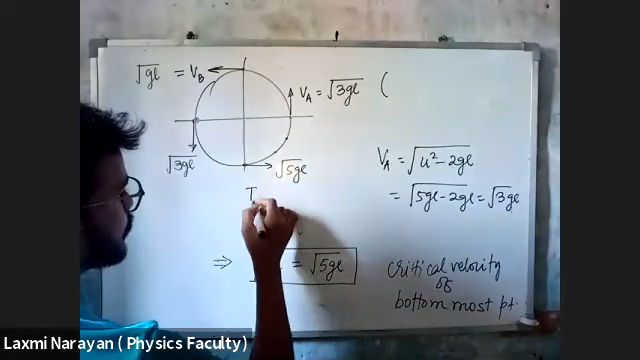 √gl = V_B
V_A = √3gl (
√3gl
√5gl
V_A = √u²-2gl
= √5gl-2gl = √3gl
T
⇒ = √5gl
critical velocity
of
bottom most pt.
Laxmi Narayan ( Physics Faculty)